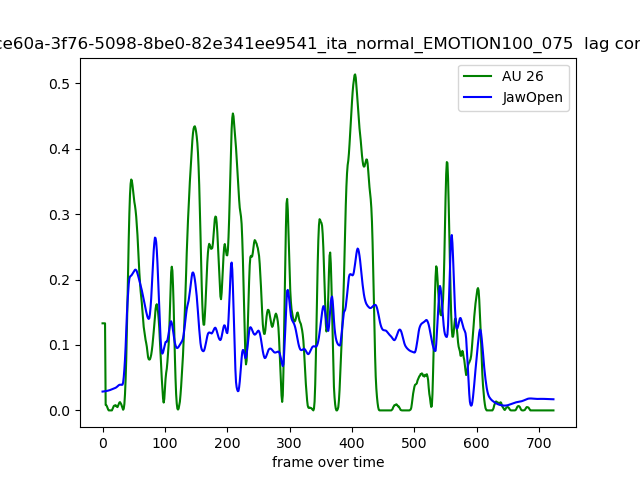 ce60a-3f76-5098-8be0-82e341ee9541_ita_normal_EMOTION100_075 lag cor
AU 26
JawOpen
0.5
0.4
0.3
0.2
0.1
0.0
0 100 200 300 400 500 600 700
frame over time